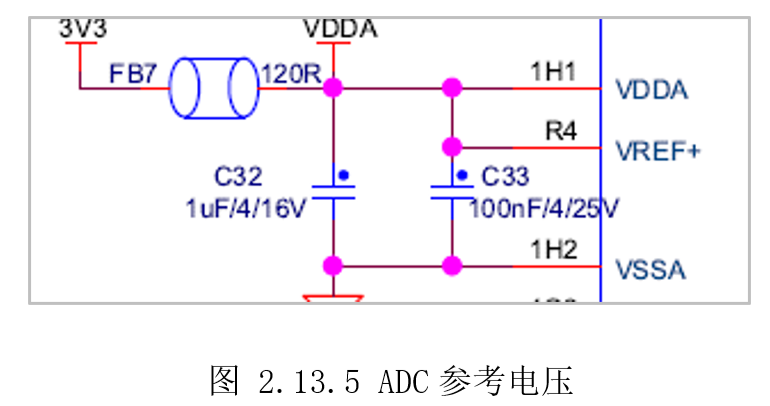 3V3 VDDA
FB7 120R 1H1 VDDA
R4 VREF+
C32 C33
1uF/4/16V 100nF/4/25V
1H2 VSSA
图 2.13.5 ADC 参考电压